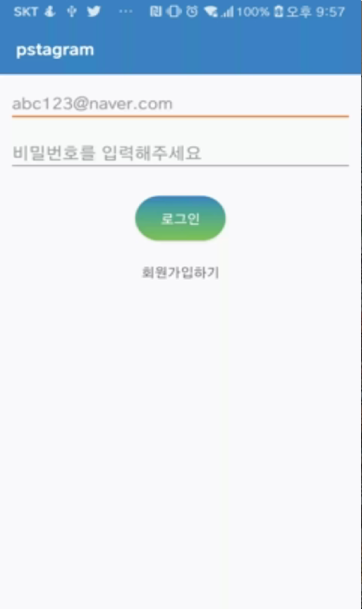 SKT ... 100% 오후 9:57
pstagram
abc123@naver.com
비밀번호를 입력해주세요
로그인
회원가입하기